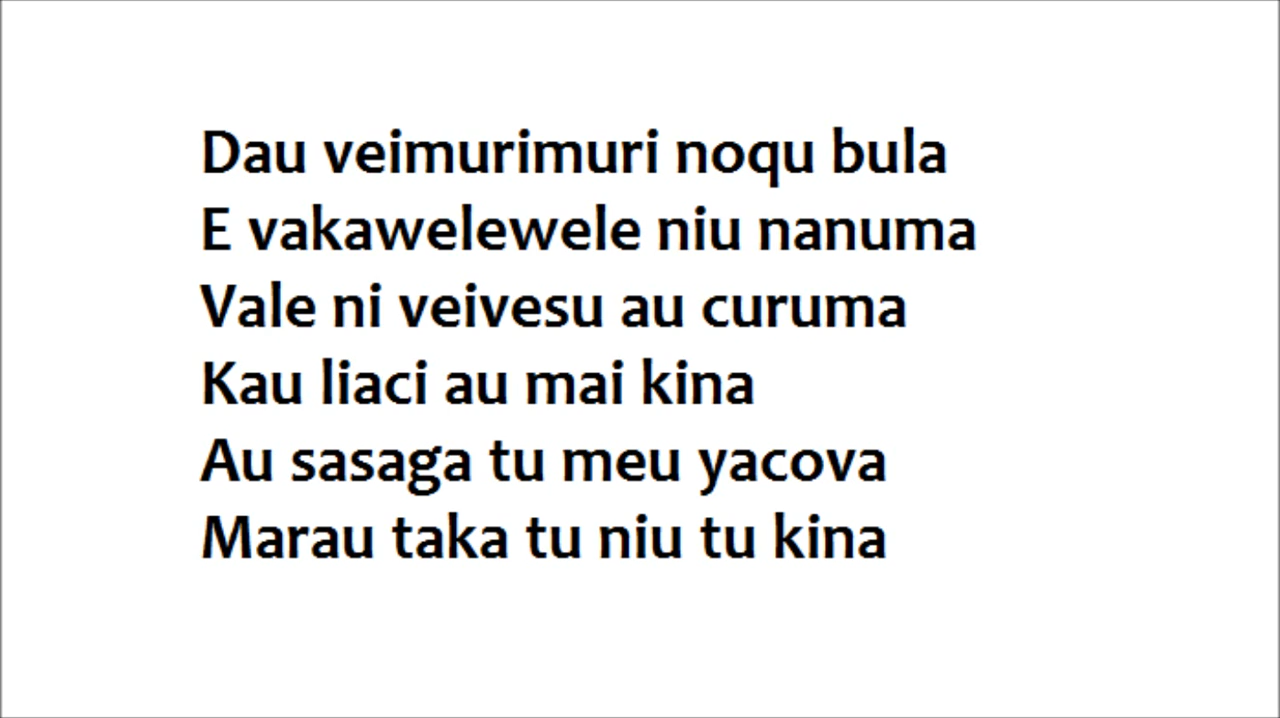 Dau veimurimuri noqu bula
E vakawelewele niu nanuma
Vale ni veivesu au curuma
Kau liaci au mai kina
Au sasaga tu meu yacova
Marau taka tu niu tu kina